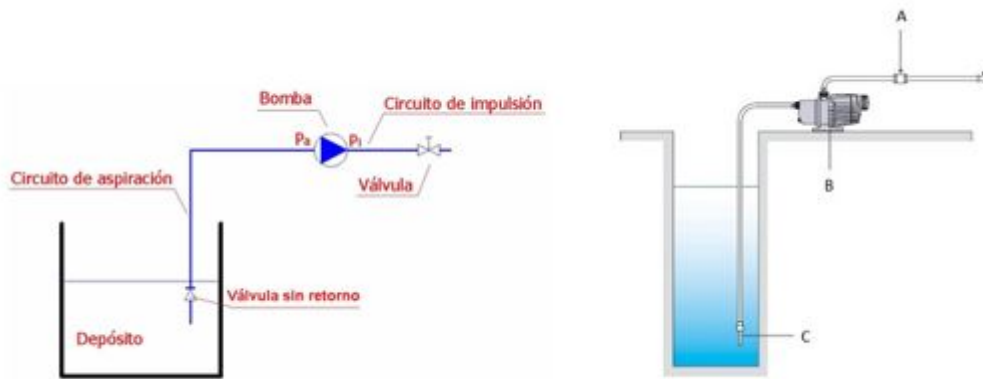 Bomba
Circuito de impulsión
Pa
Pi
Circuito de aspiración
Válvula
Válvula sin retorno
Depósito
A
B
C